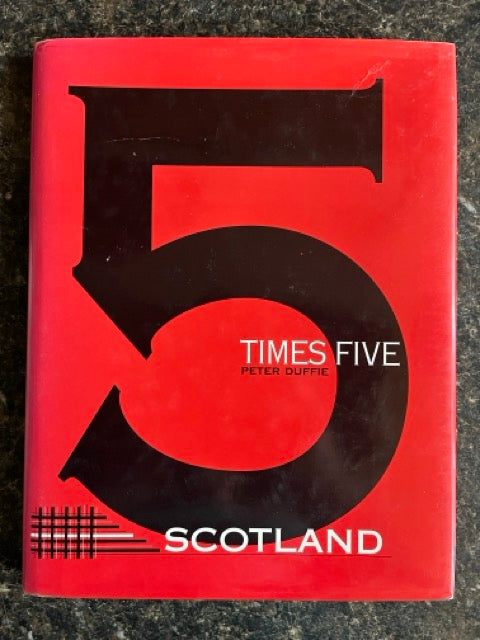 5
TIMES FIVE
PETER DUFFIE
SCOTLAND